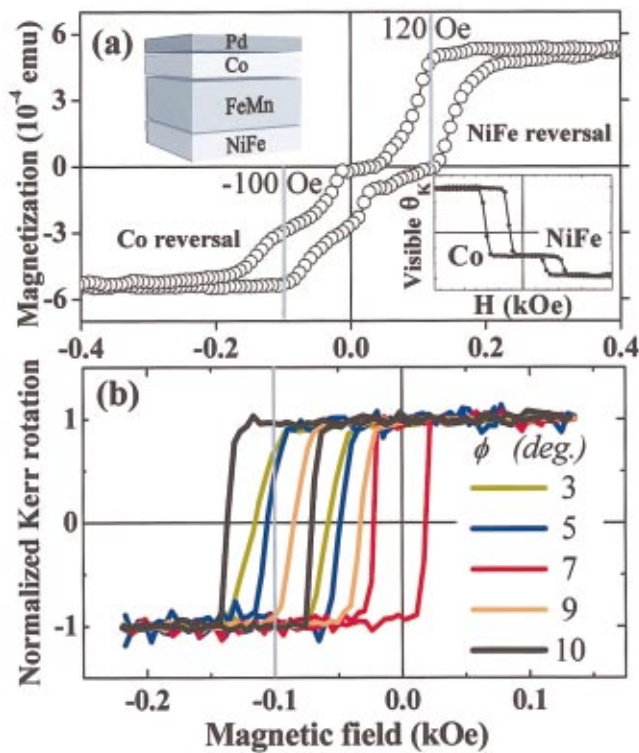 (a)
Pd
Co
FeMn
NiFe
120 Oe
NiFe reversal
-100 Oe
Co reversal
Magnetization (10⁻⁴ emu)
6
3
0
-3
-6
-0.4
-0.2
0.0
0.2
0.4
Visible θ_K
Co
NiFe
H (kOe)
(b)
Normalized Kerr rotation
1
0
-1
ϕ (deg.)
3
5
7
9
10
-0.2
-0.1
0.0
0.1
Magnetic field (kOe)